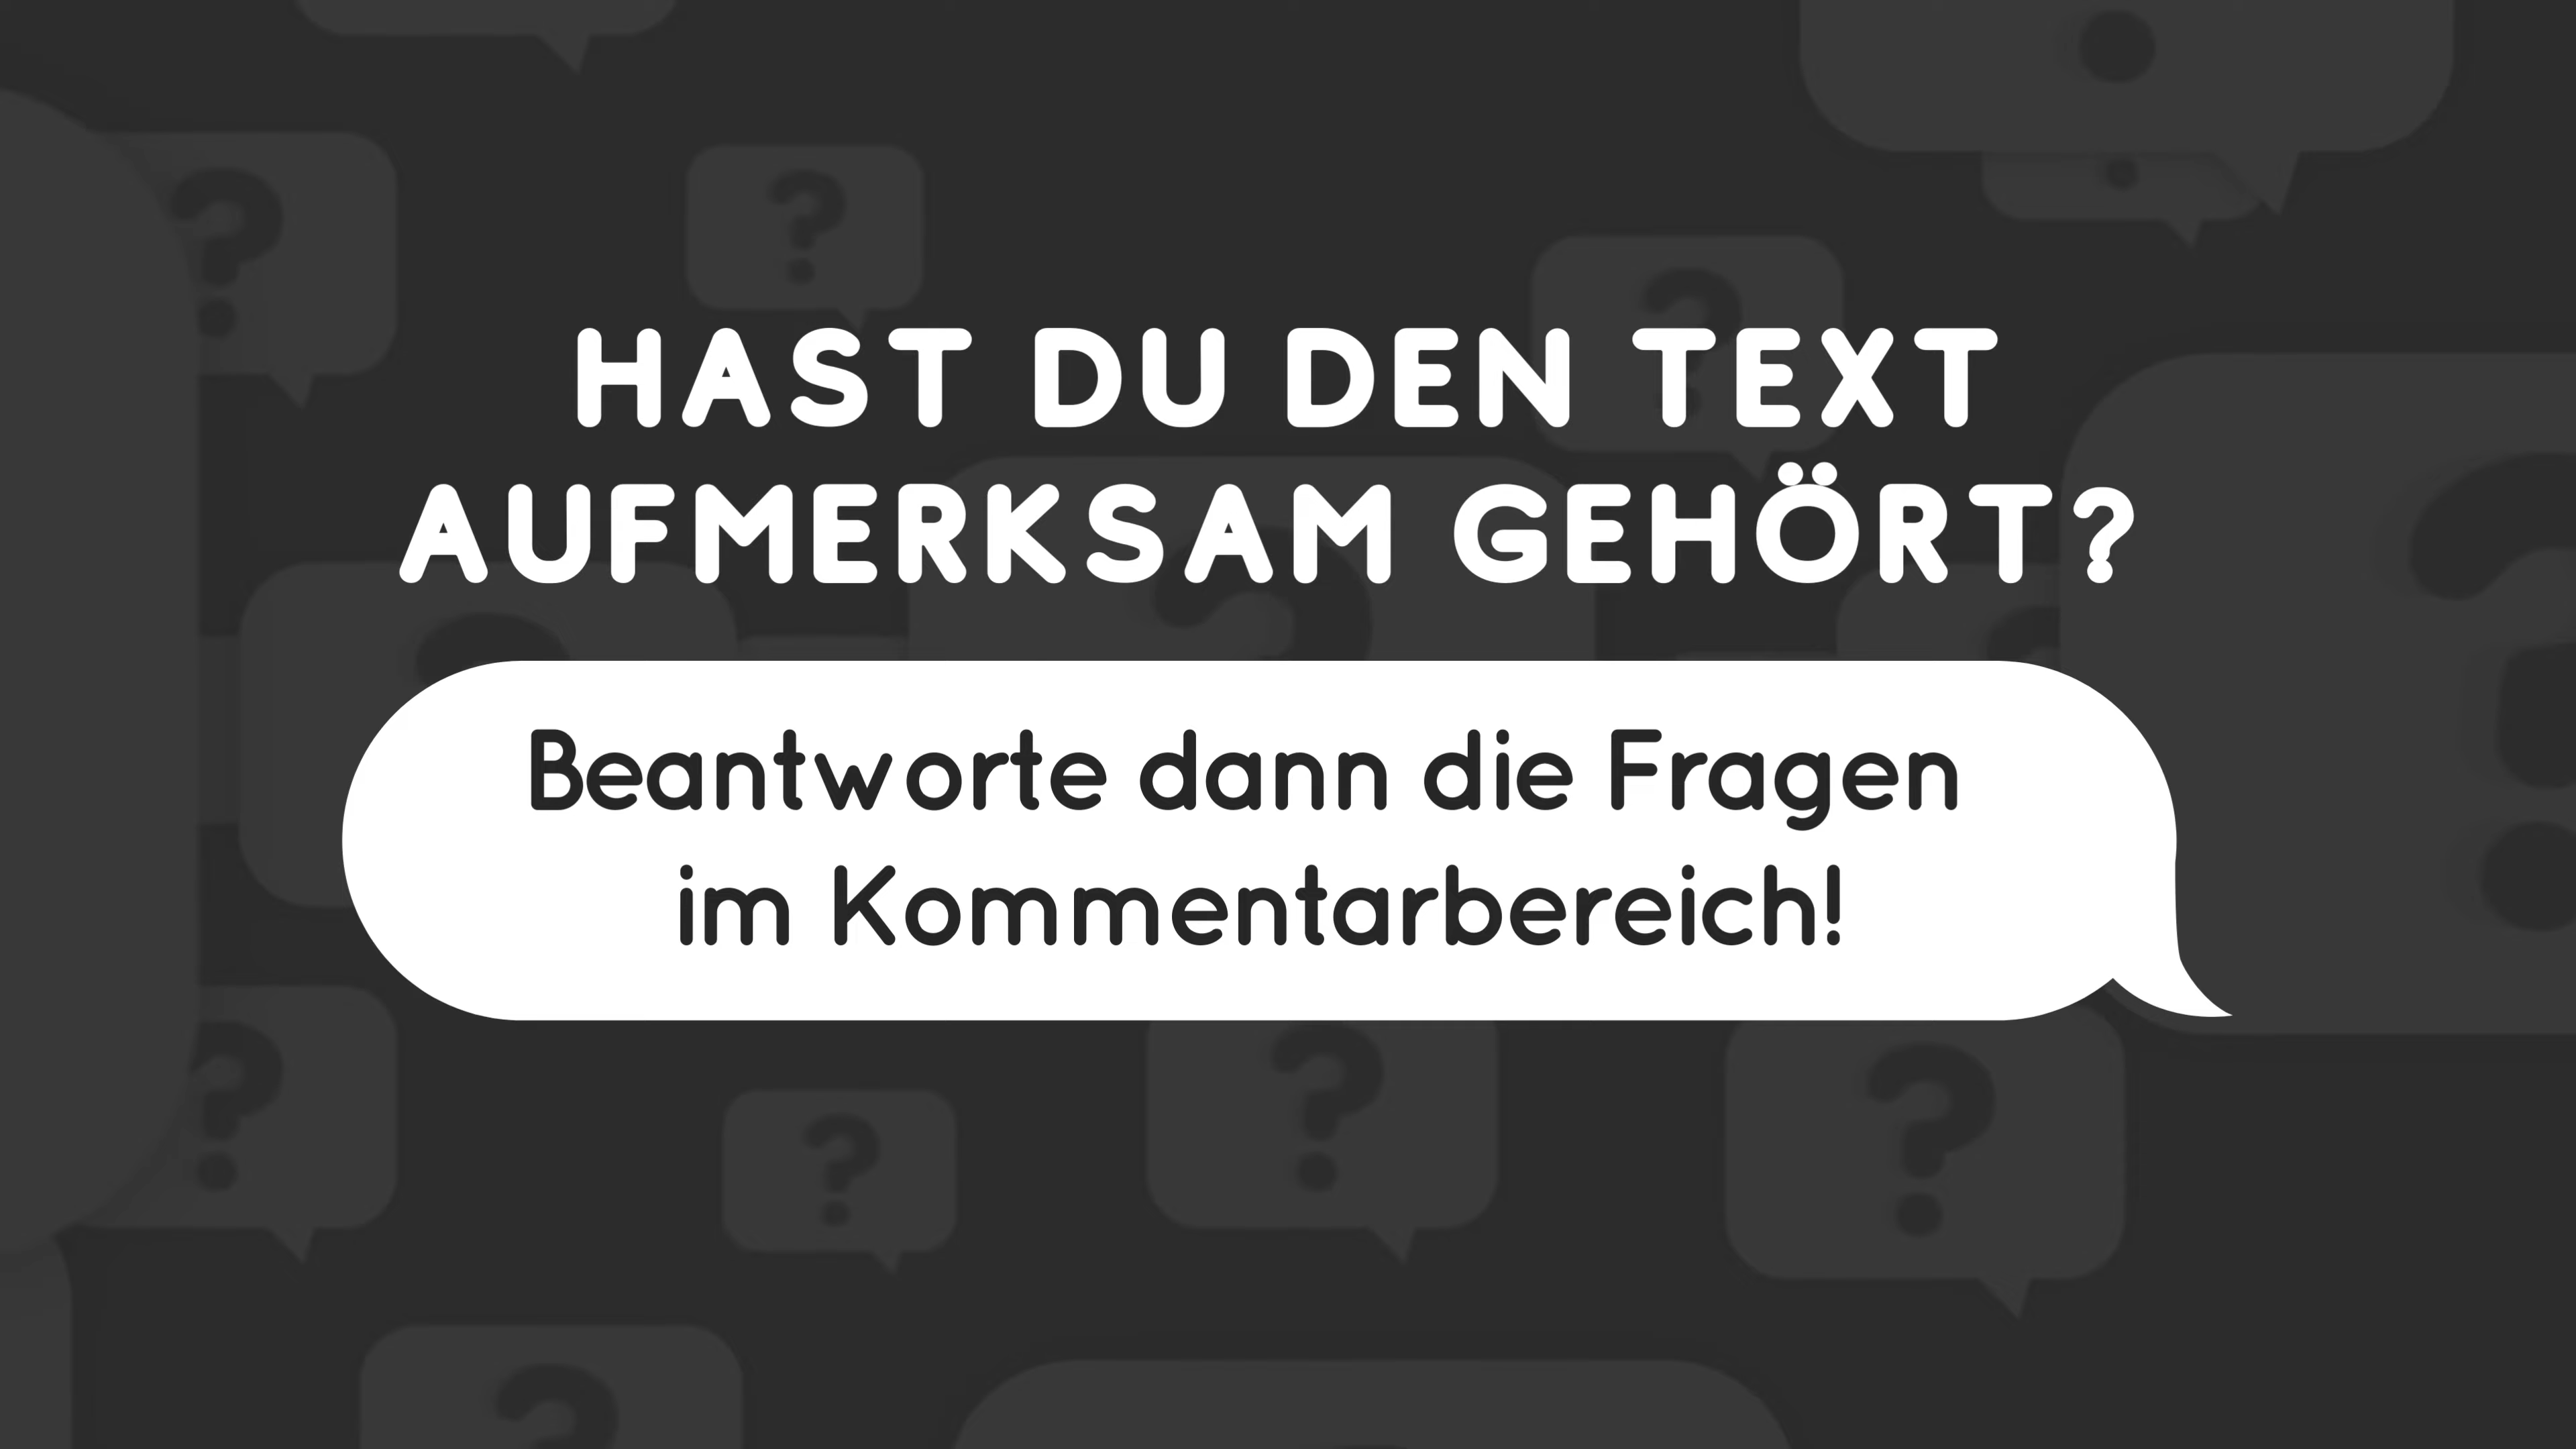 HAST DU DEN TEXT
AUFMERKSAM GEHÖRT?
Beantworte dann die Fragen
im Kommentarbereich!